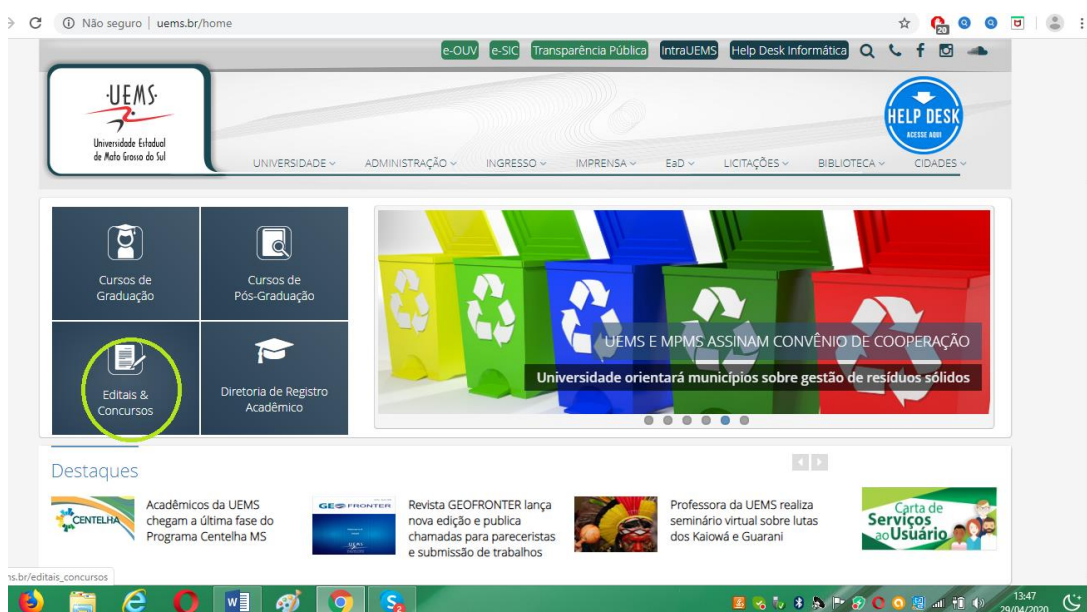 Não seguro | uems.br/home
20
e-OUV e-SIC Transparência Pública IntraUEMS Help Desk Informática
·UEMS·
Universidade Estadual
de Mato Grosso do Sul
HELP DESK
ACESSE AQUI
UNIVERSIDADE ADMINISTRAÇÃO INGRESSO IMPRENSA EaD LICITAÇÕES BIBLIOTECA CIDADES
Cursos de
Graduação
Cursos de
Pós-Graduação
Editais &
Concursos
Diretoria de Registro
Acadêmico
UEMS E MPMS ASSINAM CONVÊNIO DE COOPERAÇÃO
Universidade orientará municípios sobre gestão de resíduos sólidos
Destaques
CENTELHA
Acadêmicos da UEMS
chegam a última fase do
Programa Centelha MS
GEOFRONTER
UEMS
Revista GEOFRONTER lança
nova edição e publica
chamadas para pareceristas
e submissão de trabalhos
Professora da UEMS realiza
seminário virtual sobre lutas
dos Kaiowá e Guarani
Carta de
Serviços
ao Usuário
ns.br/editais_concursos
13:47
29/04/2020